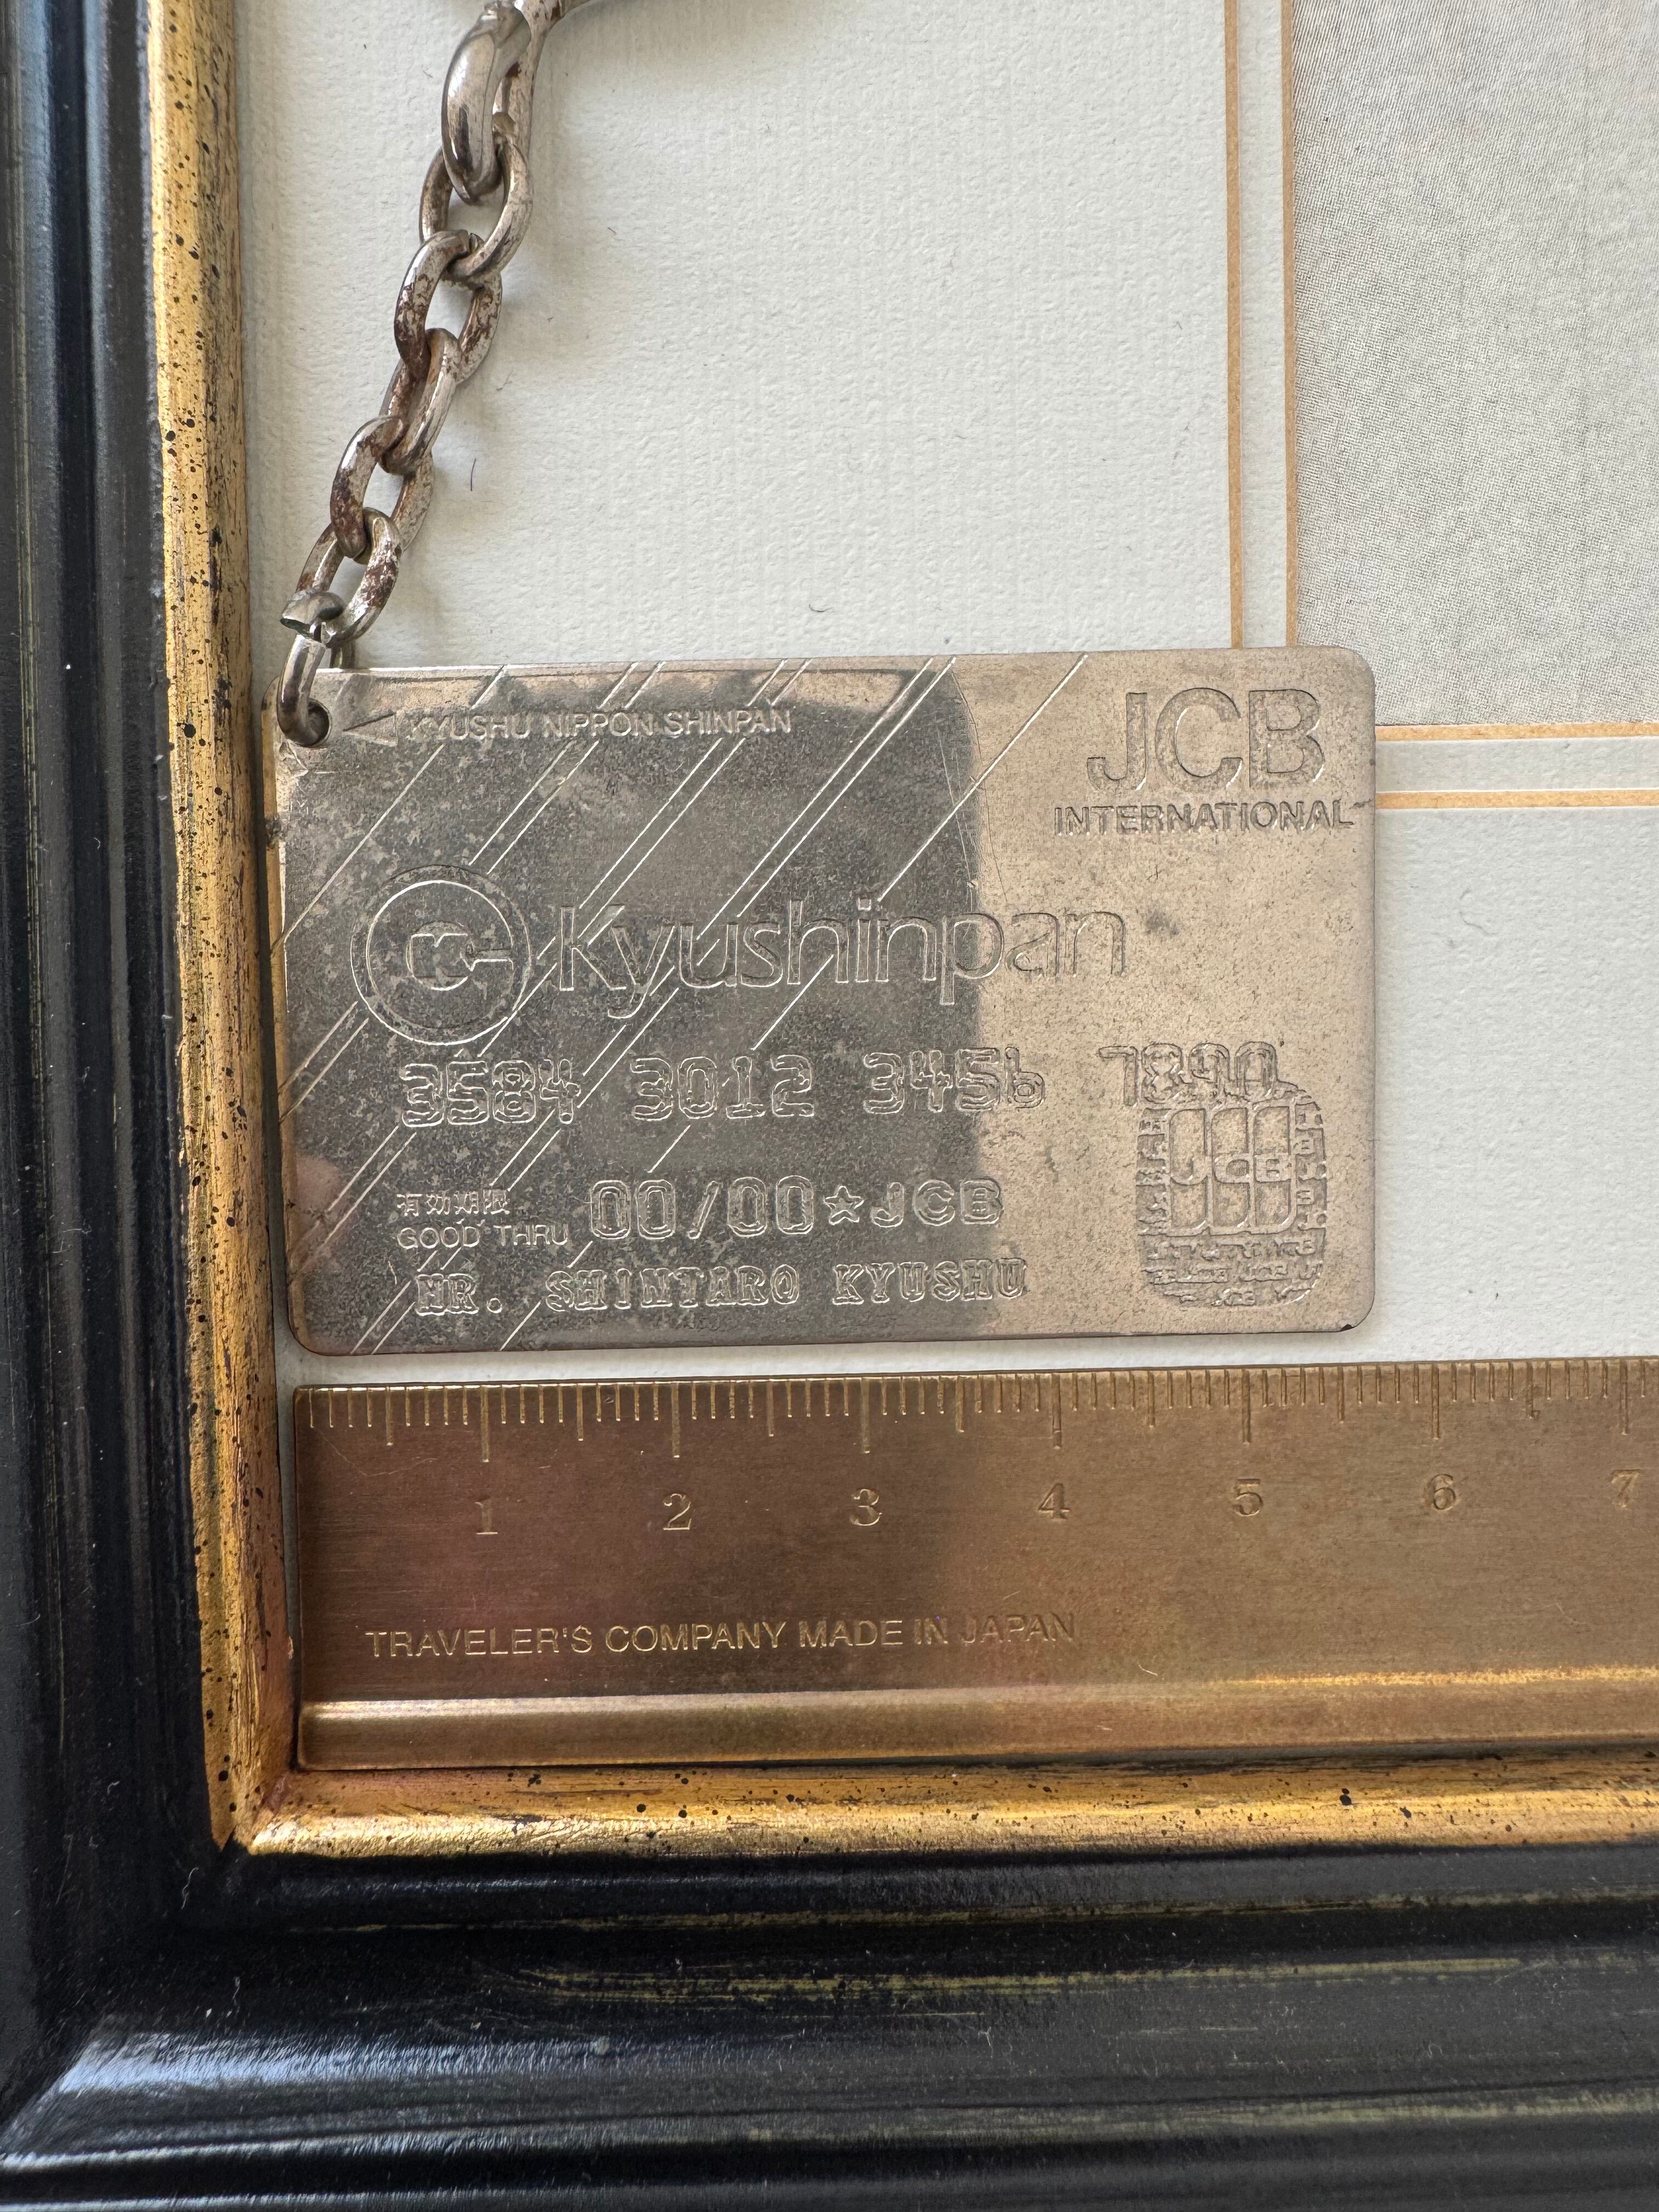 KYUSHU NIPPON SHINPAN
JCB
INTERNATIONAL
K
Kyushinpan
3584 3012 3456 7890
JCB
有効期限
GOOD THRU 00/00★JCB
MR. SHINTARO KYUSHU
1 2 3 4 5 6 7
TRAVELER'S COMPANY MADE IN JAPAN